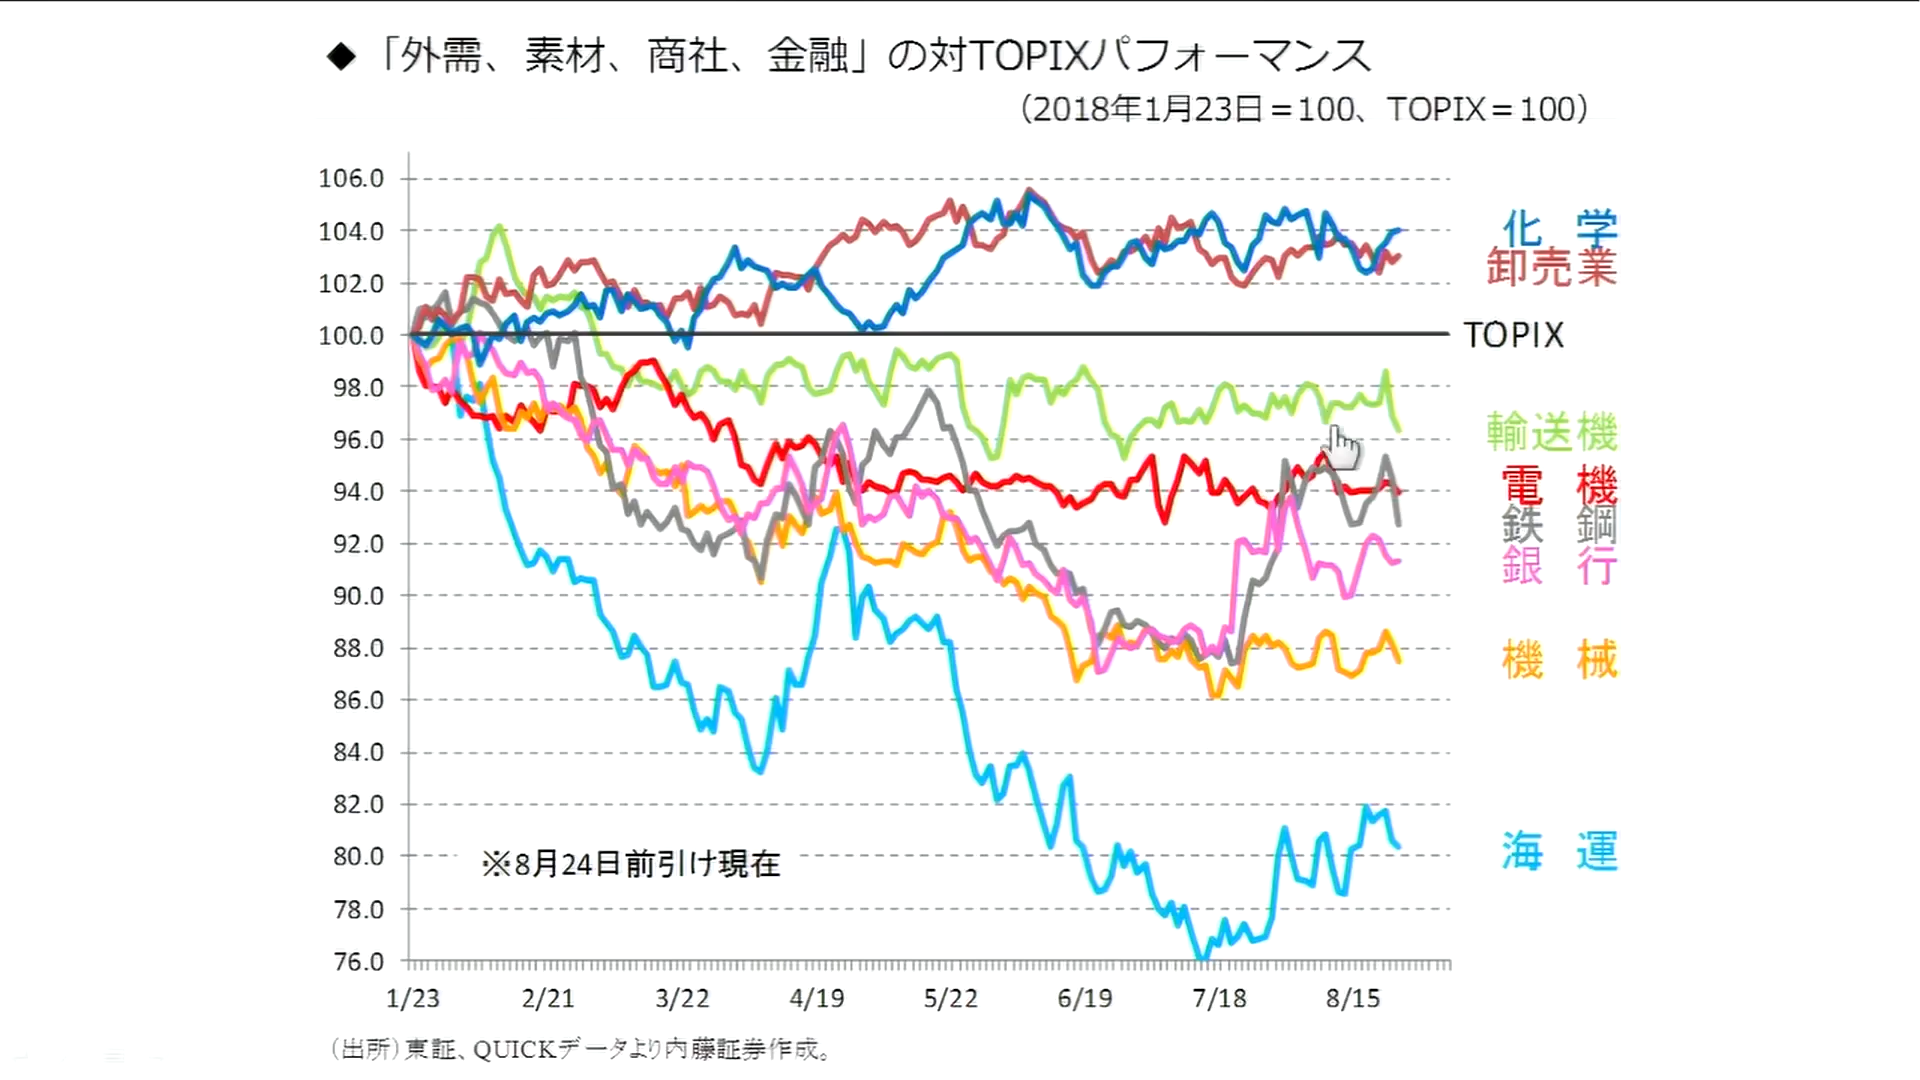 ◆「外需、素材、商社、金融」の対TOPIXパフォーマンス
（2018年1月23日＝100、TOPIX＝100）
106.0
104.0
102.0
100.0
98.0
96.0
94.0
92.0
90.0
88.0
86.0
84.0
82.0
80.0
78.0
76.0
化 学
卸売業
TOPIX
輸送機
電 機
鉄 鋼
銀 行
機 械
海 運
※8月24日前引け現在
1/23 2/21 3/22 4/19 5/22 6/19 7/18 8/15
（出所）東証、QUICKデータより内藤証券作成。